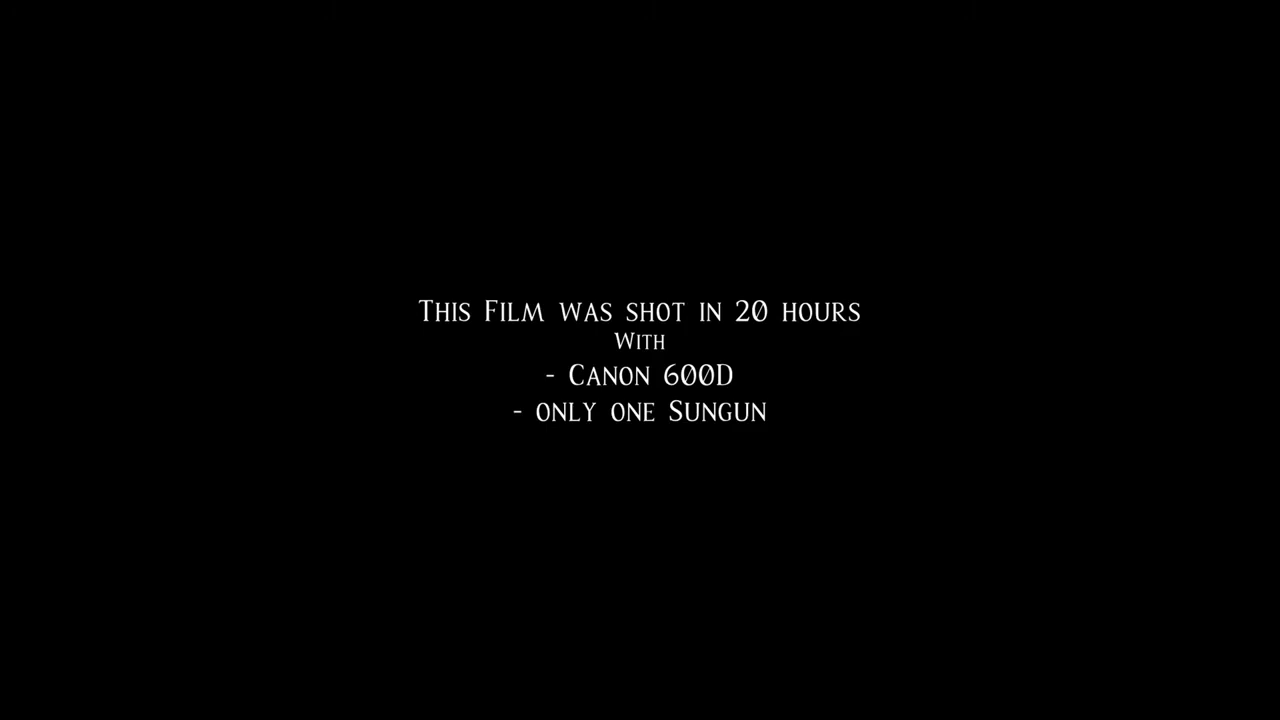 This Film was shot in 20 hours
With
- Canon 600D
- only one Sungun